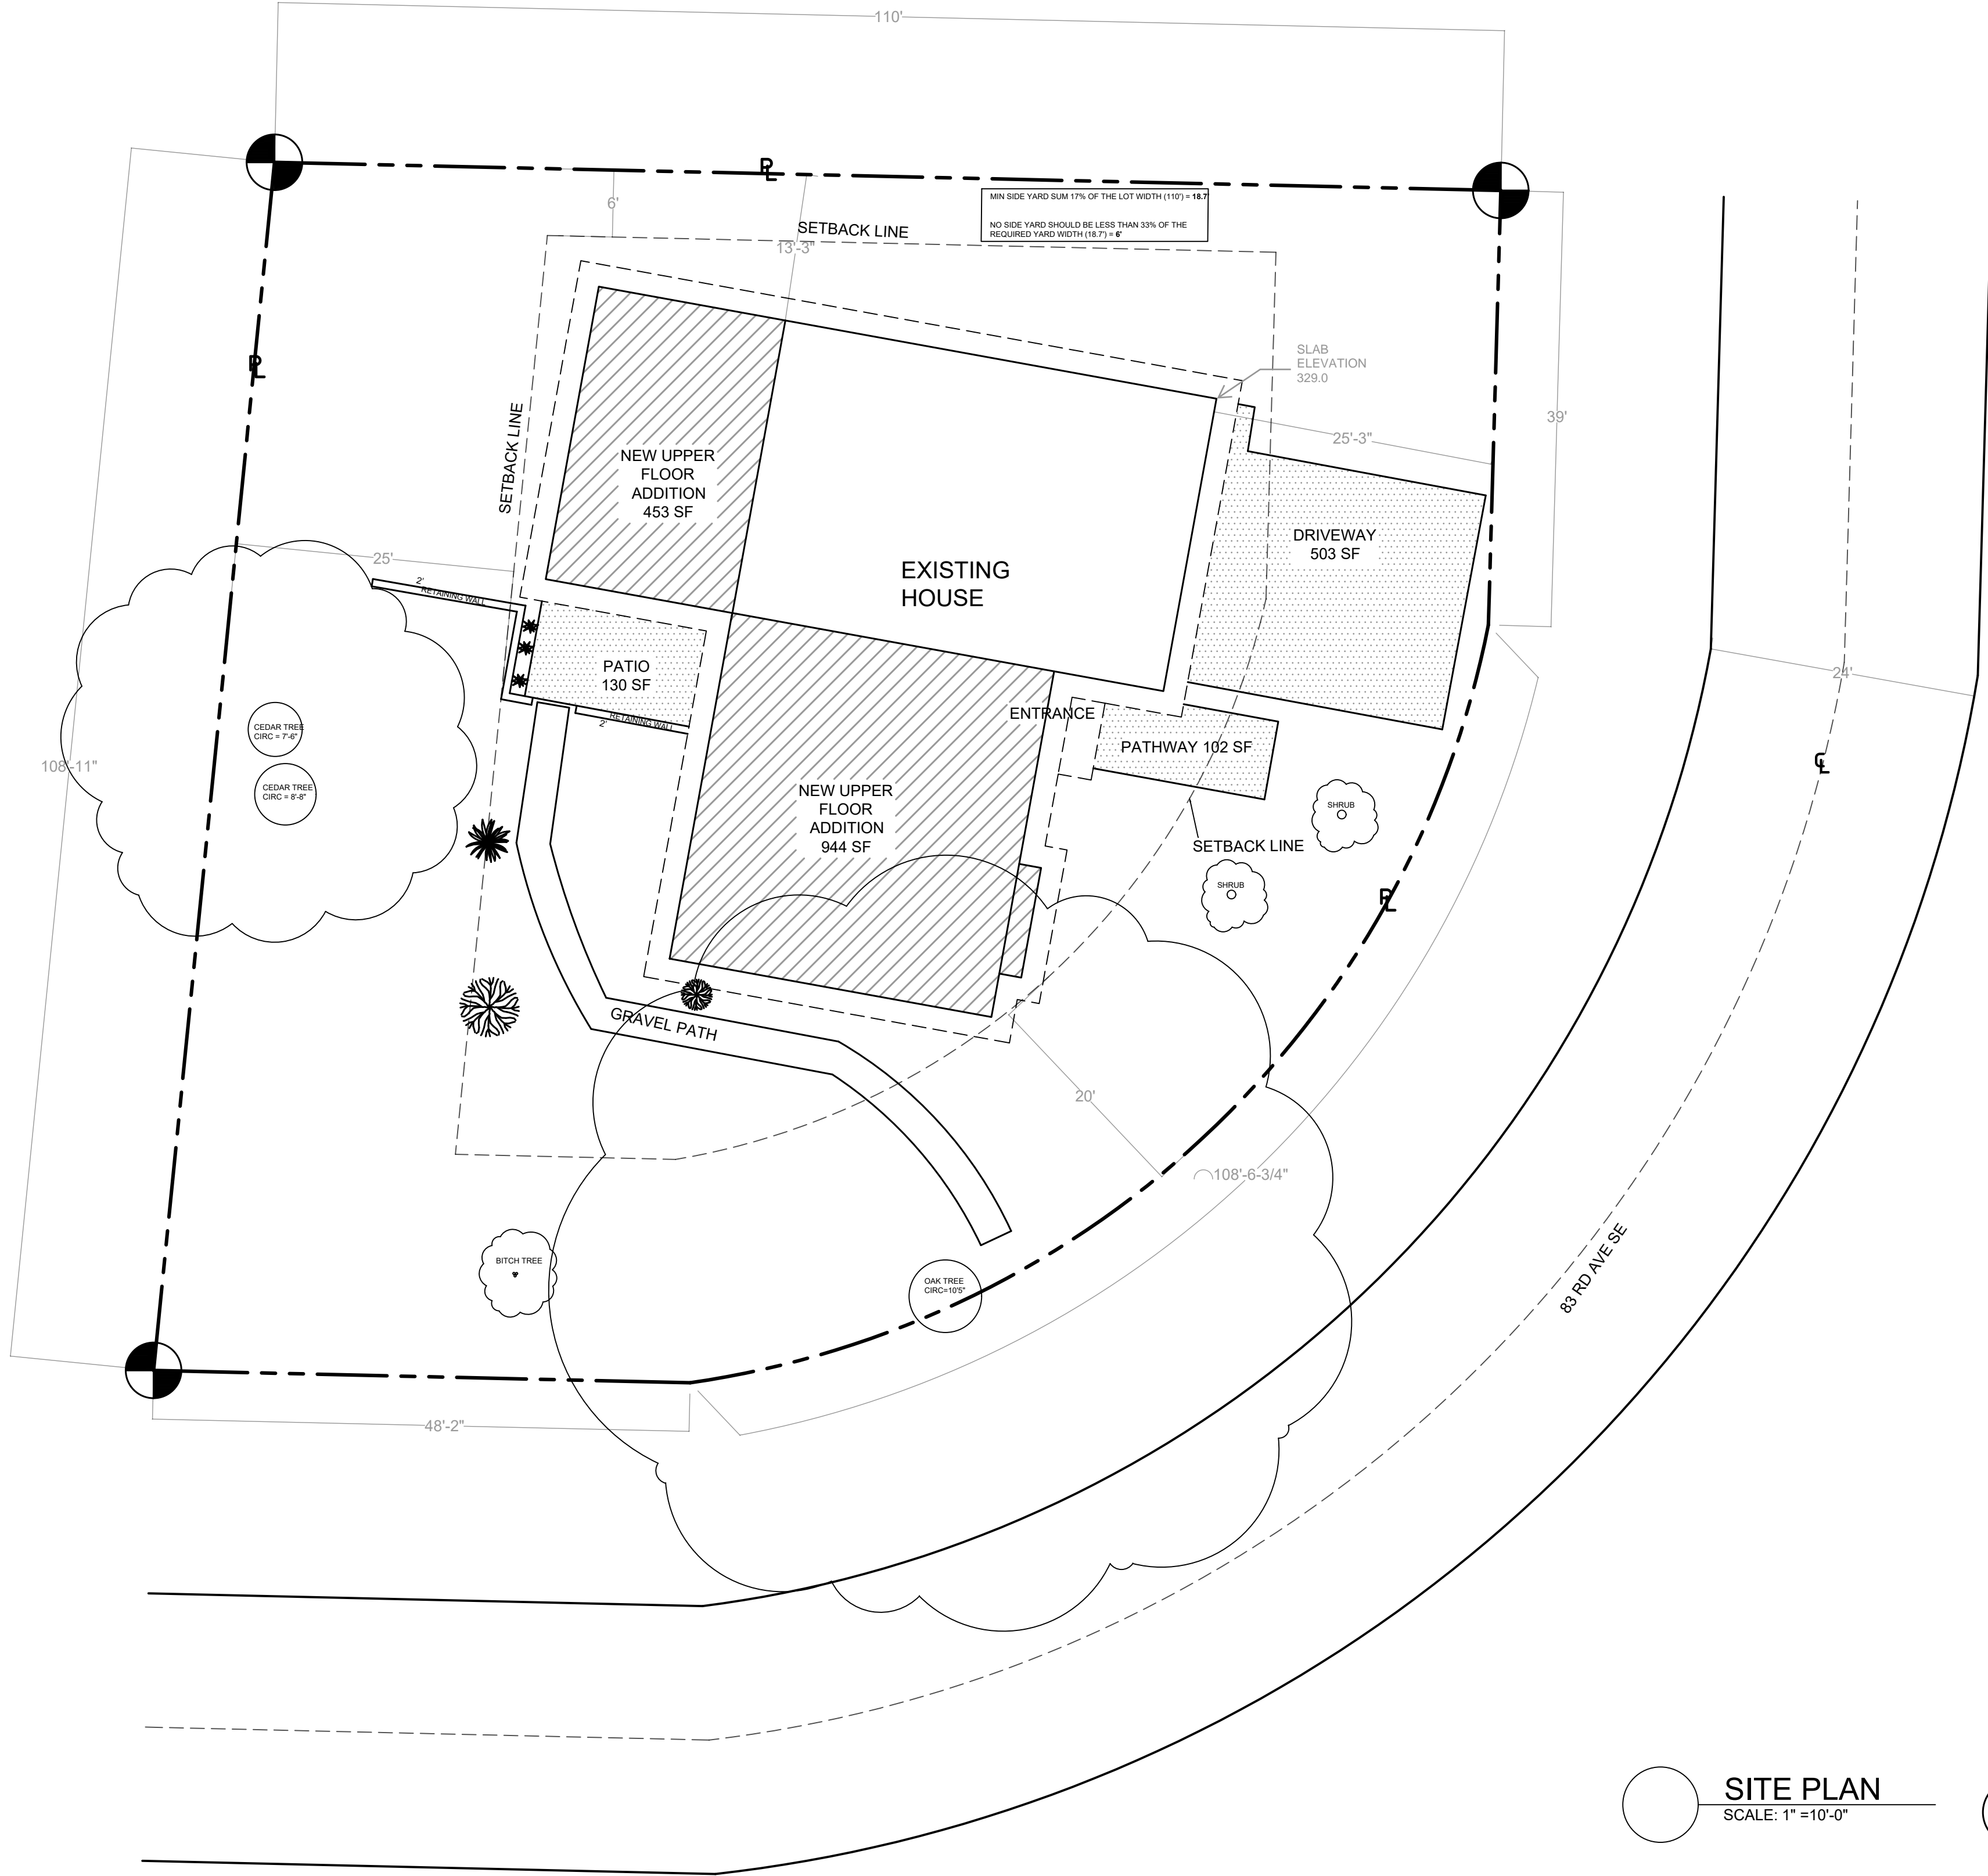 110'
PL
6'
MIN SIDE YARD SUM 17% OF THE LOT WIDTH (110') = 18.7'
NO SIDE YARD SHOULD BE LESS THAN 33% OF THE
REQUIRED YARD WIDTH (18.7') = 6'
SETBACK LINE
13'-3"
PL
SLAB
ELEVATION
329.0
39'
25'-3"
SETBACK LINE
NEW UPPER
FLOOR
ADDITION
453 SF
DRIVEWAY
503 SF
25'
EXISTING
HOUSE
2'
RETAINING WALL
PATIO
130 SF
24'
ENTRANCE
RETAINING WALL
2'
CEDAR TREE
CIRC = 7'-6"
PATHWAY 102 SF
108'-11"
CL
CEDAR TREE
CIRC = 8'-8"
NEW UPPER
FLOOR
ADDITION
944 SF
SHRUB
SETBACK LINE
SHRUB
PL
GRAVEL PATH
20'
108'-6-3/4"
BITCH TREE
OAK TREE
CIRC=10'5"
83 RD AVE SE
48'-2"
SITE PLAN
SCALE: 1" =10'-0"